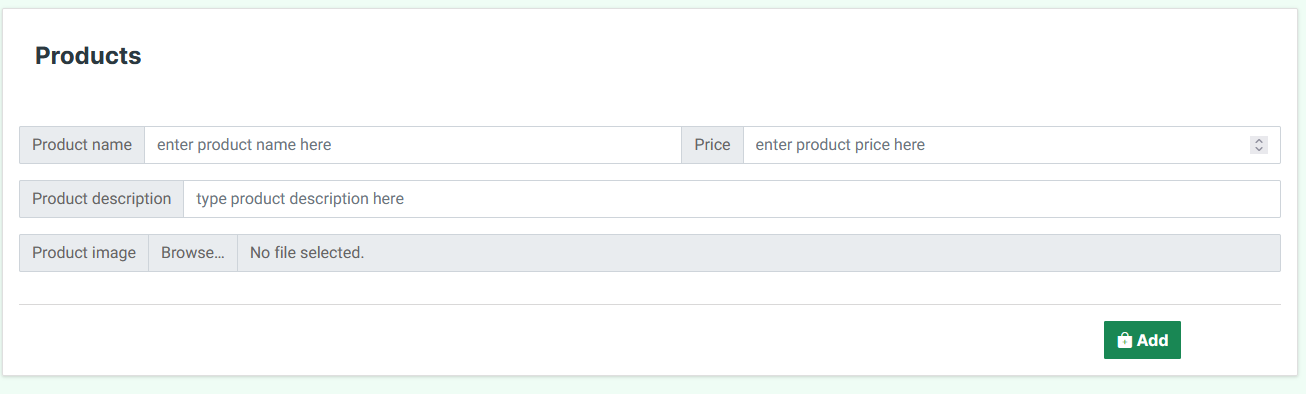 Products
Product name enter product name here Price enter product price here
Product description type product description here
Product image Browse... No file selected.
Add